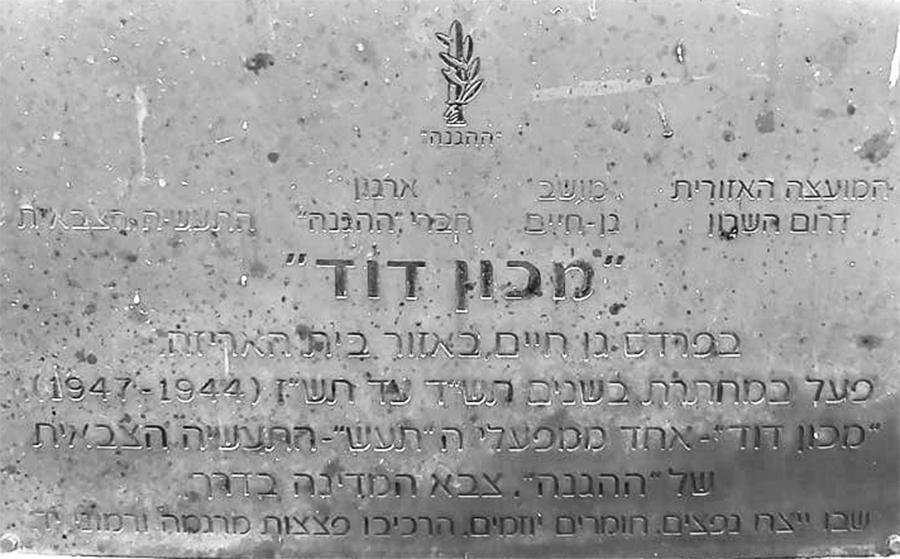 "ההגנה"
המועצה האזורית
דרום השרון
מושב
גן-חיים
ארגון
חברי "ההגנה"
התעשיה הצבאית
"מכון דוד"
בפרדס גן חיים, באזור בית האריזה,
פעל במחתרת בשנים תש"ד עד תש"ז (1944-1947)
"מכון דוד"-אחד ממפעלי ה"תעש"-התעשיה הצבאית
של "ההגנה", צבא המדינה בדרך.
שבו ייצרו נפצים, חומרים יוזמים, הרכיבו פצצות מרגמה ורמוני יד